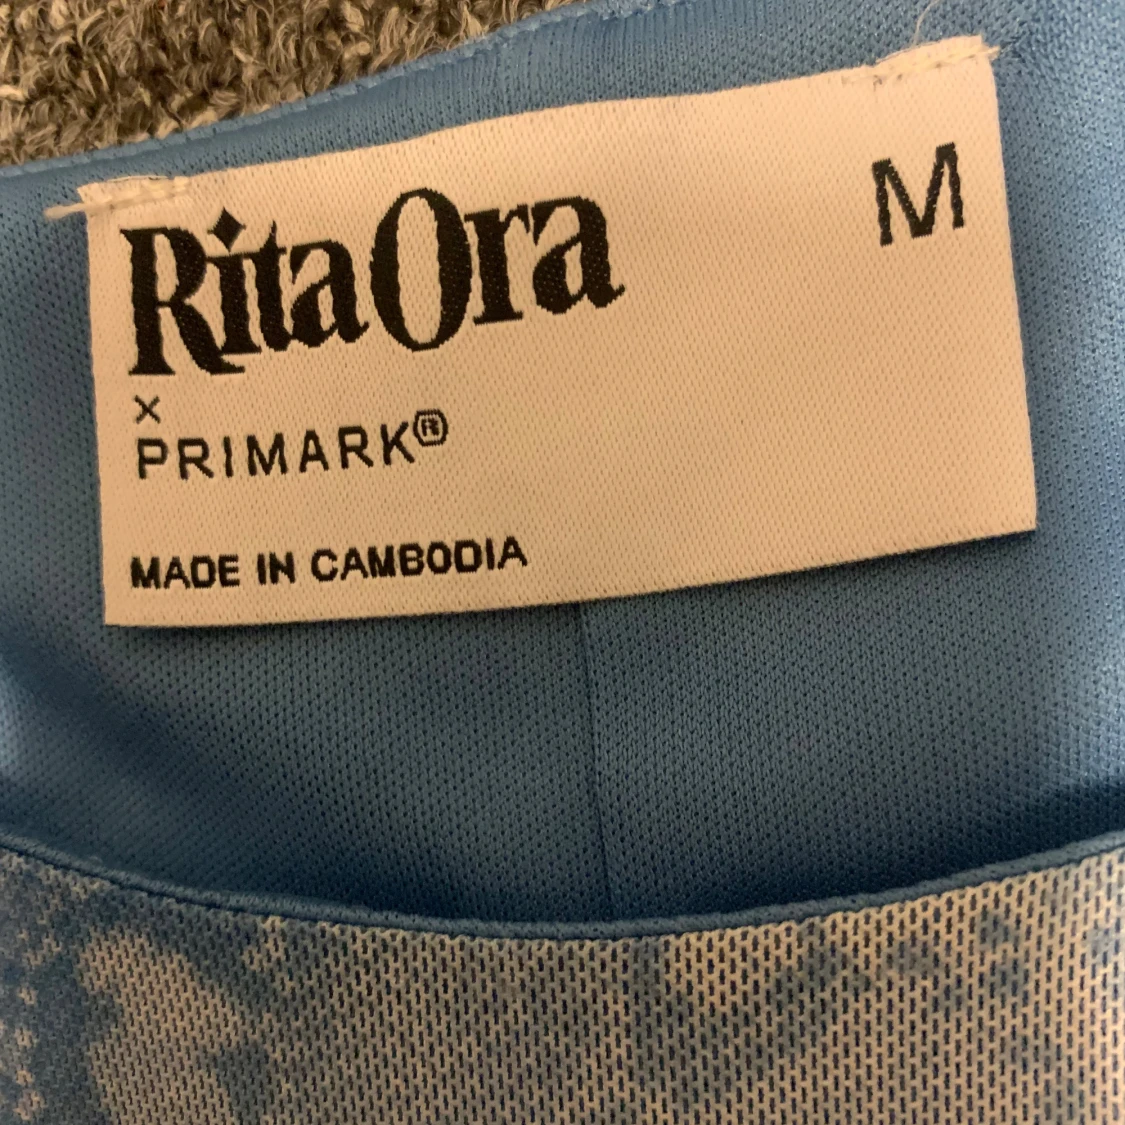 Rita Ora
M
×
PRIMARK®
MADE IN CAMBODIA